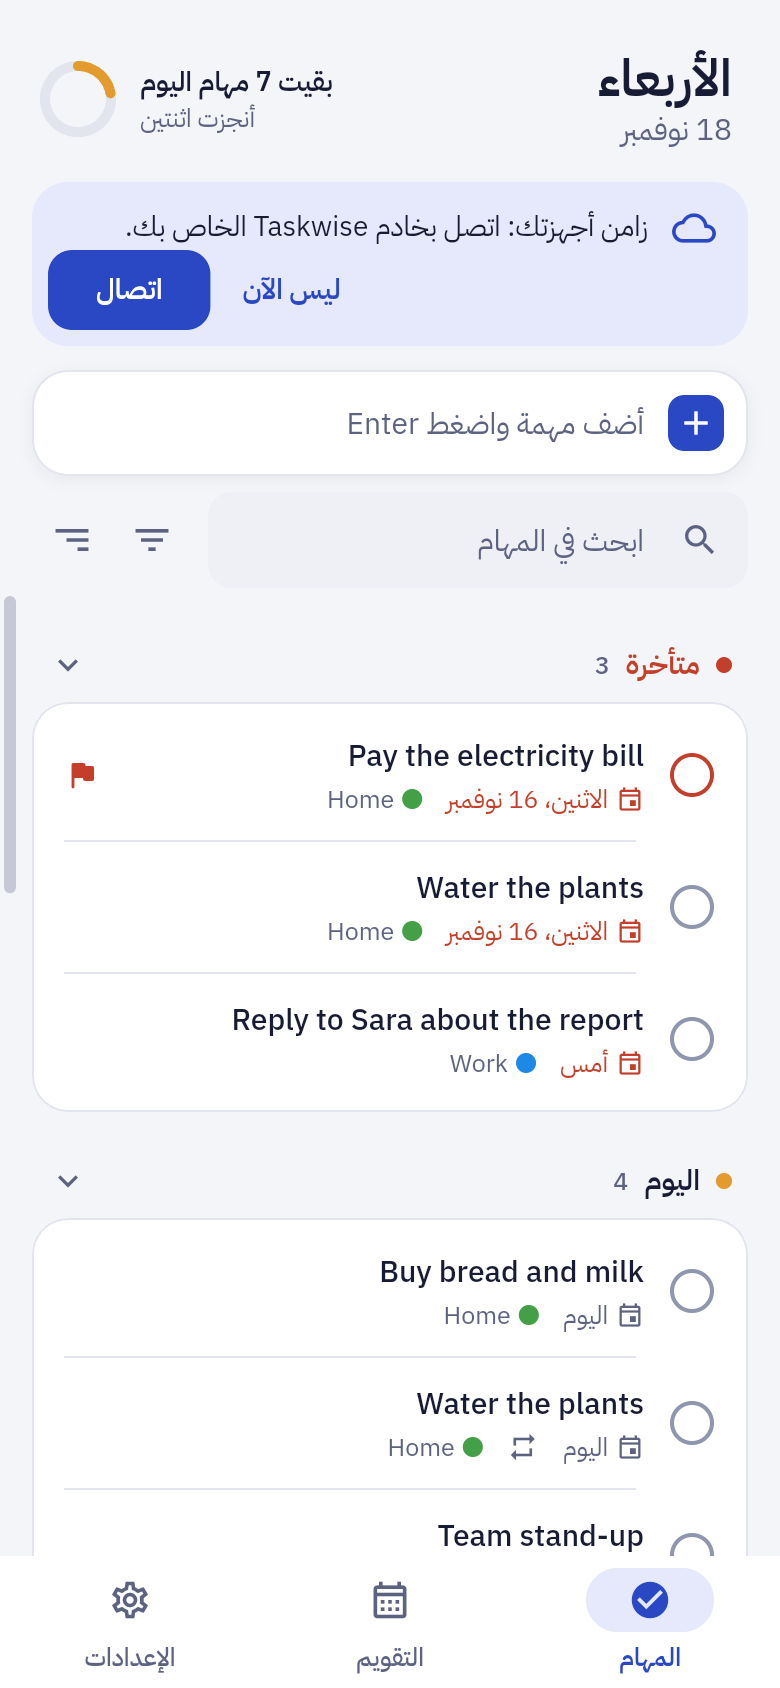 الأربعاء
18 نوفمبر
بقيت 7 مهام اليوم
أنجزت اثنتين
زامن أجهزتك: اتصل بخادم Taskwise الخاص بك.
ليس الآن
اتصال
أضف مهمة واضغط Enter
ابحث في المهام
متأخرة 3
Pay the electricity bill
الاثنين، 16 نوفمبر Home
Water the plants
الاثنين، 16 نوفمبر Home
Reply to Sara about the report
أمس Work
اليوم 4
Buy bread and milk
اليوم Home
Water the plants
اليوم Home
Team stand-up
المهام
التقويم
الإعدادات